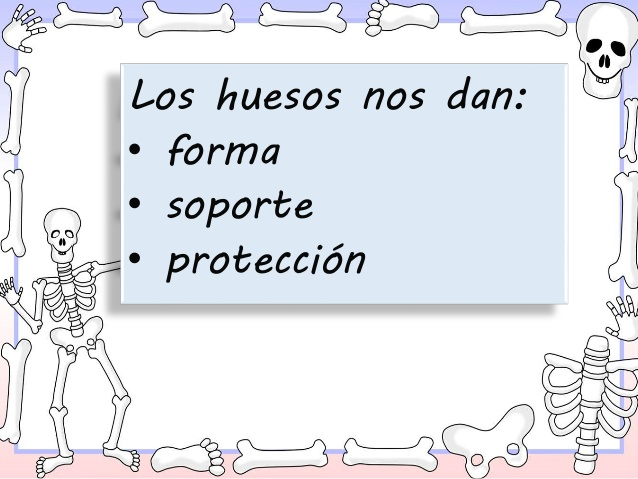 Los huesos nos dan:
• forma
• soporte
• protección